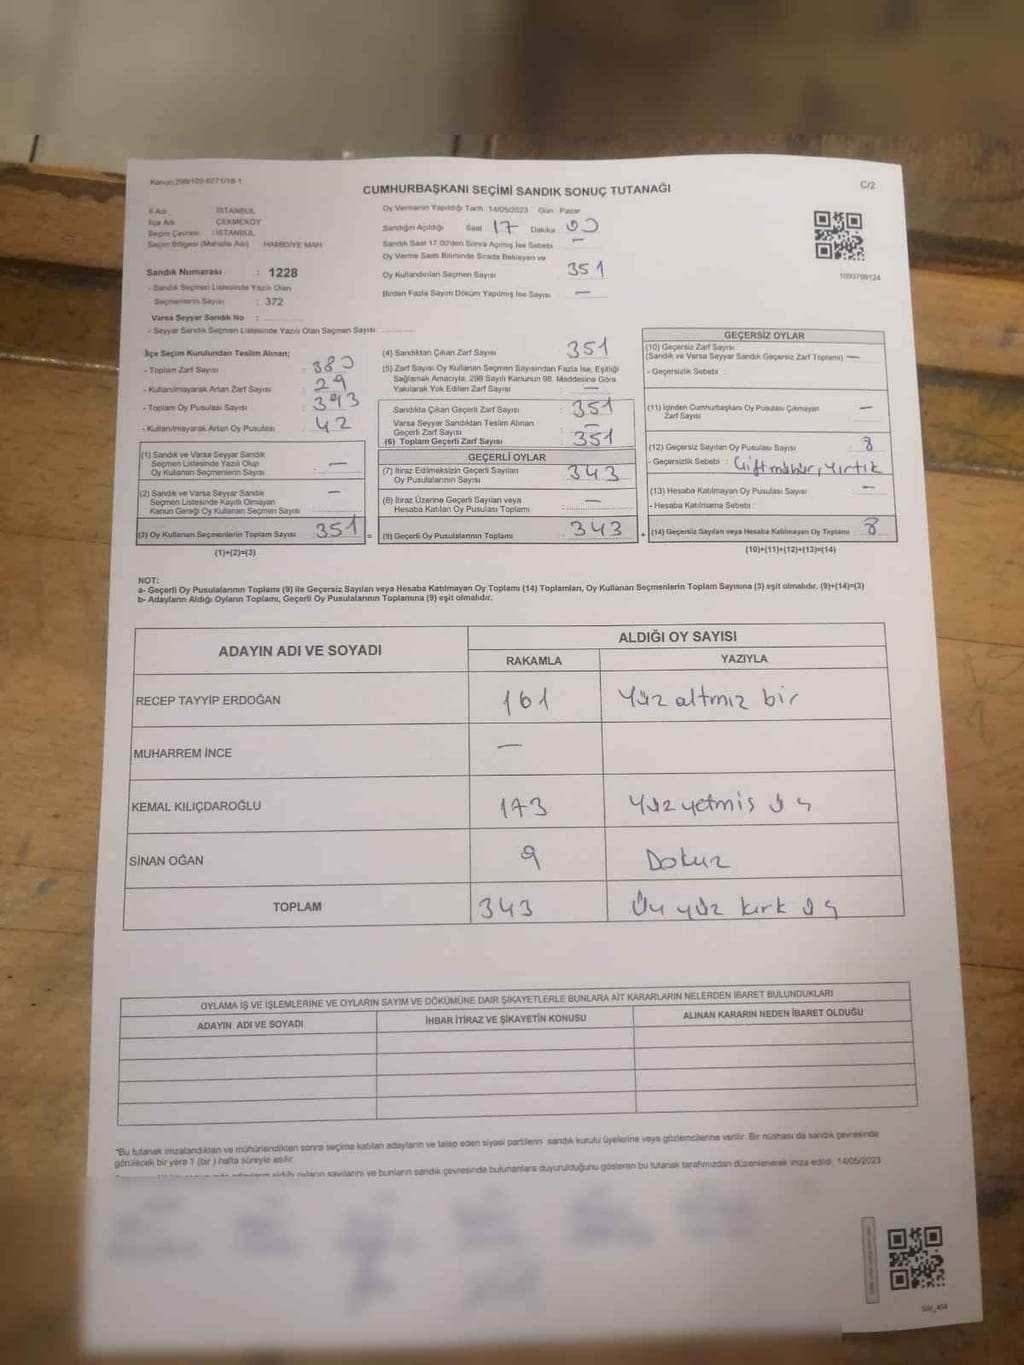 Kanun:298/105-6271/16-1
C/2
CUMHURBAŞKANI SEÇİMİ SANDIK SONUÇ TUTANAĞI
İl Adı : İSTANBUL
İlçe Adı : ÇEKMEKÖY
Seçim Çevresi : İSTANBUL
Seçim Bölgesi (Mahalle Adı) HAMİDİYE MAH.
Sandık Numarası : 1228
- Sandık Seçmen Listesinde Yazılı Olan
Seçmenlerin Sayısı : 372
Varsa Seyyar Sandık No :
- Seyyar Sandık Seçmen Listesinde Yazılı Olan Seçmen Sayısı:
Oy Vermenin Yapıldığı Tarih :14/05/2023 Gün : Pazar
Sandığın Açıldığı Saat : 17 Dakika : 00
Sandık Saat 17.00'den Sonra Açılmış İse Sebebi : —
Oy Verme Saati Bitiminde Sırada Bekleyen ve
Oy Kullandırılan Seçmen Sayısı 351
Birden Fazla Sayım Döküm Yapılmış İse Sayısı : —
1090769124
İlçe Seçim Kurulundan Teslim Alınan;
- Toplam Zarf Sayısı : 380
- Kullanılmayarak Artan Zarf Sayısı : 29
- Toplam Oy Pusulası Sayısı : 393
- Kullanılmayarak Artan Oy Pusulası : 42
(1) Sandık ve Varsa Seyyar Sandık
Seçmen Listesinde Yazılı Olup
Oy Kullanan Seçmenlerin Sayısı : —
(2) Sandık ve Varsa Seyyar Sandık
Seçmen Listesinde Kayıtlı Olmayan
Kanun Gereği Oy Kullanan Seçmen Sayısı : —
(3) Oy Kullanan Seçmenlerin Toplam Sayısı : 351 =
(1)+(2)=(3)
(4) Sandıktan Çıkan Zarf Sayısı : 351
(5) Zarf Sayısı Oy Kullanan Seçmen Sayısından Fazla İse, Eşitliği
Sağlamak Amacıyla, 298 Sayılı Kanunun 98. Maddesine Göre
Yakılarak Yok Edilen Zarf Sayısı : —
Sandıkta Çıkan Geçerli Zarf Sayısı : 351
Varsa Seyyar Sandıktan Teslim Alınan
Geçerli Zarf Sayısı : —
(6) Toplam Geçerli Zarf Sayısı : 351
GEÇERLİ OYLAR
(7) İtiraz Edilmeksizin Geçerli Sayılan
Oy Pusulalarının Sayısı : 343
(8) İtiraz Üzerine Geçerli Sayılan veya
Hesaba Katılan Oy Pusulası Toplamı : —
(9) Geçerli Oy Pusulalarının Toplamı : 343 +
GEÇERSİZ OYLAR
(10) Geçersiz Zarf Sayısı
(Sandık ve Varsa Seyyar Sandık Geçersiz Zarf Toplamı) : —
- Geçersizlik Sebebi :
(11) İçinden Cumhurbaşkanı Oy Pusulası Çıkmayan
Zarf Sayısı : —
(12) Geçersiz Sayılan Oy Pusulası Sayısı : 8
- Geçersizlik Sebebi : Çift mühür, yırtık
(13) Hesaba Katılmayan Oy Pusulası Sayısı : —
- Hesaba Katılmama Sebebi :
(14) Geçersiz Sayılan veya Hesaba Katılmayan Oy Toplamı : 8
(10)+(11)+(12)+(13)=(14)
NOT:
a- Geçerli Oy Pusulalarının Toplamı (9) ile Geçersiz Sayılan veya Hesaba Katılmayan Oy Toplamı (14) Toplamları, Oy Kullanan Seçmenlerin Toplam Sayısına (3) eşit olmalıdır. (9)+(14)=(3)
b- Adayların Aldığı Oyların Toplamı, Geçerli Oy Pusulalarının Toplamına (9) eşit olmalıdır.
ADAYIN ADI VE SOYADI
ALDIĞI OY SAYISI
RAKAMLA YAZIYLA
RECEP TAYYİP ERDOĞAN 161 Yüz altmız bir
MUHARREM İNCE —
KEMAL KILIÇDAROĞLU 173 Yüz yetmis üç
SİNAN OĞAN 9 Dokuz
TOPLAM 343 Üç yüz kırk üç
OYLAMA İŞ VE İŞLEMLERİNE VE OYLARIN SAYIM VE DÖKÜMÜNE DAİR ŞİKAYETLERLE BUNLARA AİT KARARLARIN NELERDEN İBARET BULUNDUKLARI
ADAYIN ADI VE SOYADI İHBAR İTİRAZ VE ŞİKAYETİN KONUSU ALINAN KARARIN NEDEN İBARET OLDUĞU
*Bu tutanak imzalandıktan ve mühürlendikten sonra seçime katılan adayların ve talep eden siyasi partilerin sandık kurulu üyelerine veya gözlemcilerine verilir. Bir nüshası da sandık çevresinde
görülecek bir yere 1 (bir) hafta süreyle asılır.
aldığı oyların sayılarını ve bunların sandık çevresinde bulunanlara duyurulduğunu gösteren bu tutanak tarafımızdan düzenlenerek imza edildi. 14/05/2023